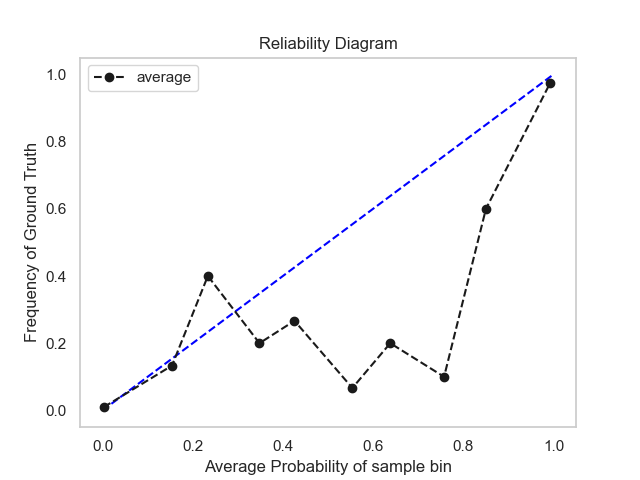 Reliability Diagram
average
Frequency of Ground Truth
1.0
0.8
0.6
0.4
0.2
0.0
0.0 0.2 0.4 0.6 0.8 1.0
Average Probability of sample bin